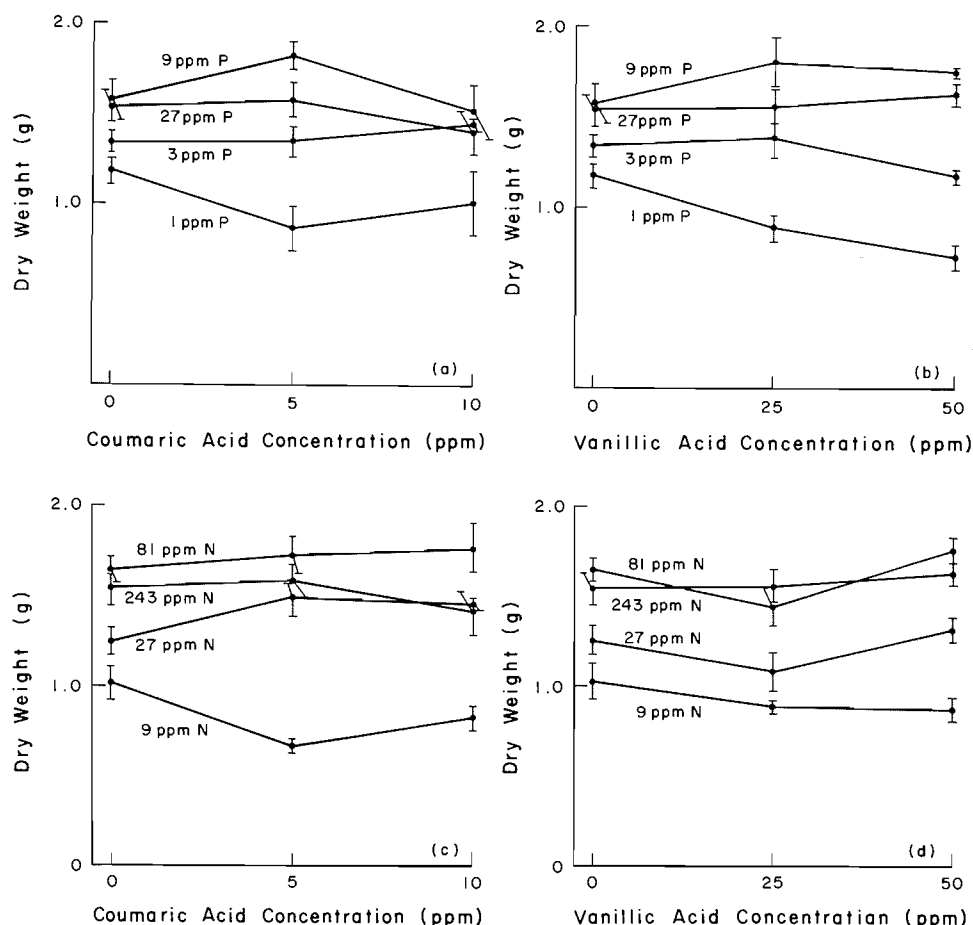 2.0
1.0
0
Dry Weight (g)
9 ppm P
27 ppm P
3 ppm P
1 ppm P
(a)
0 5 10
Coumaric Acid Concentration (ppm)
2.0
1.0
0
Dry Weight (g)
9 ppm P
27 ppm P
3 ppm P
1 ppm P
(b)
0 25 50
Vanillic Acid Concentration (ppm)
2.0
1.0
0
Dry Weight (g)
81 ppm N
243 ppm N
27 ppm N
9 ppm N
(c)
0 5 10
Coumaric Acid Concentration (ppm)
2.0
1.0
0
Dry Weight (g)
81 ppm N
243 ppm N
27 ppm N
9 ppm N
(d)
0 25 50
Vanillic Acid Concentration (ppm)